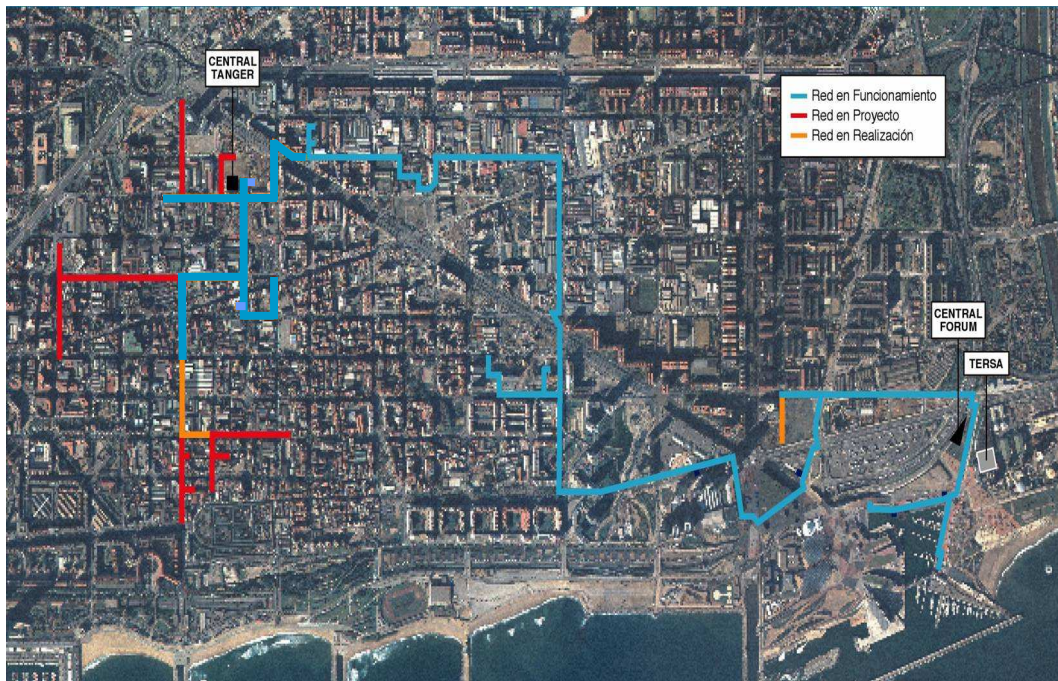 CENTRAL
TANGER
Red en Funcionamiento
Red en Proyecto
Red en Realización
CENTRAL
FORUM
TERSA